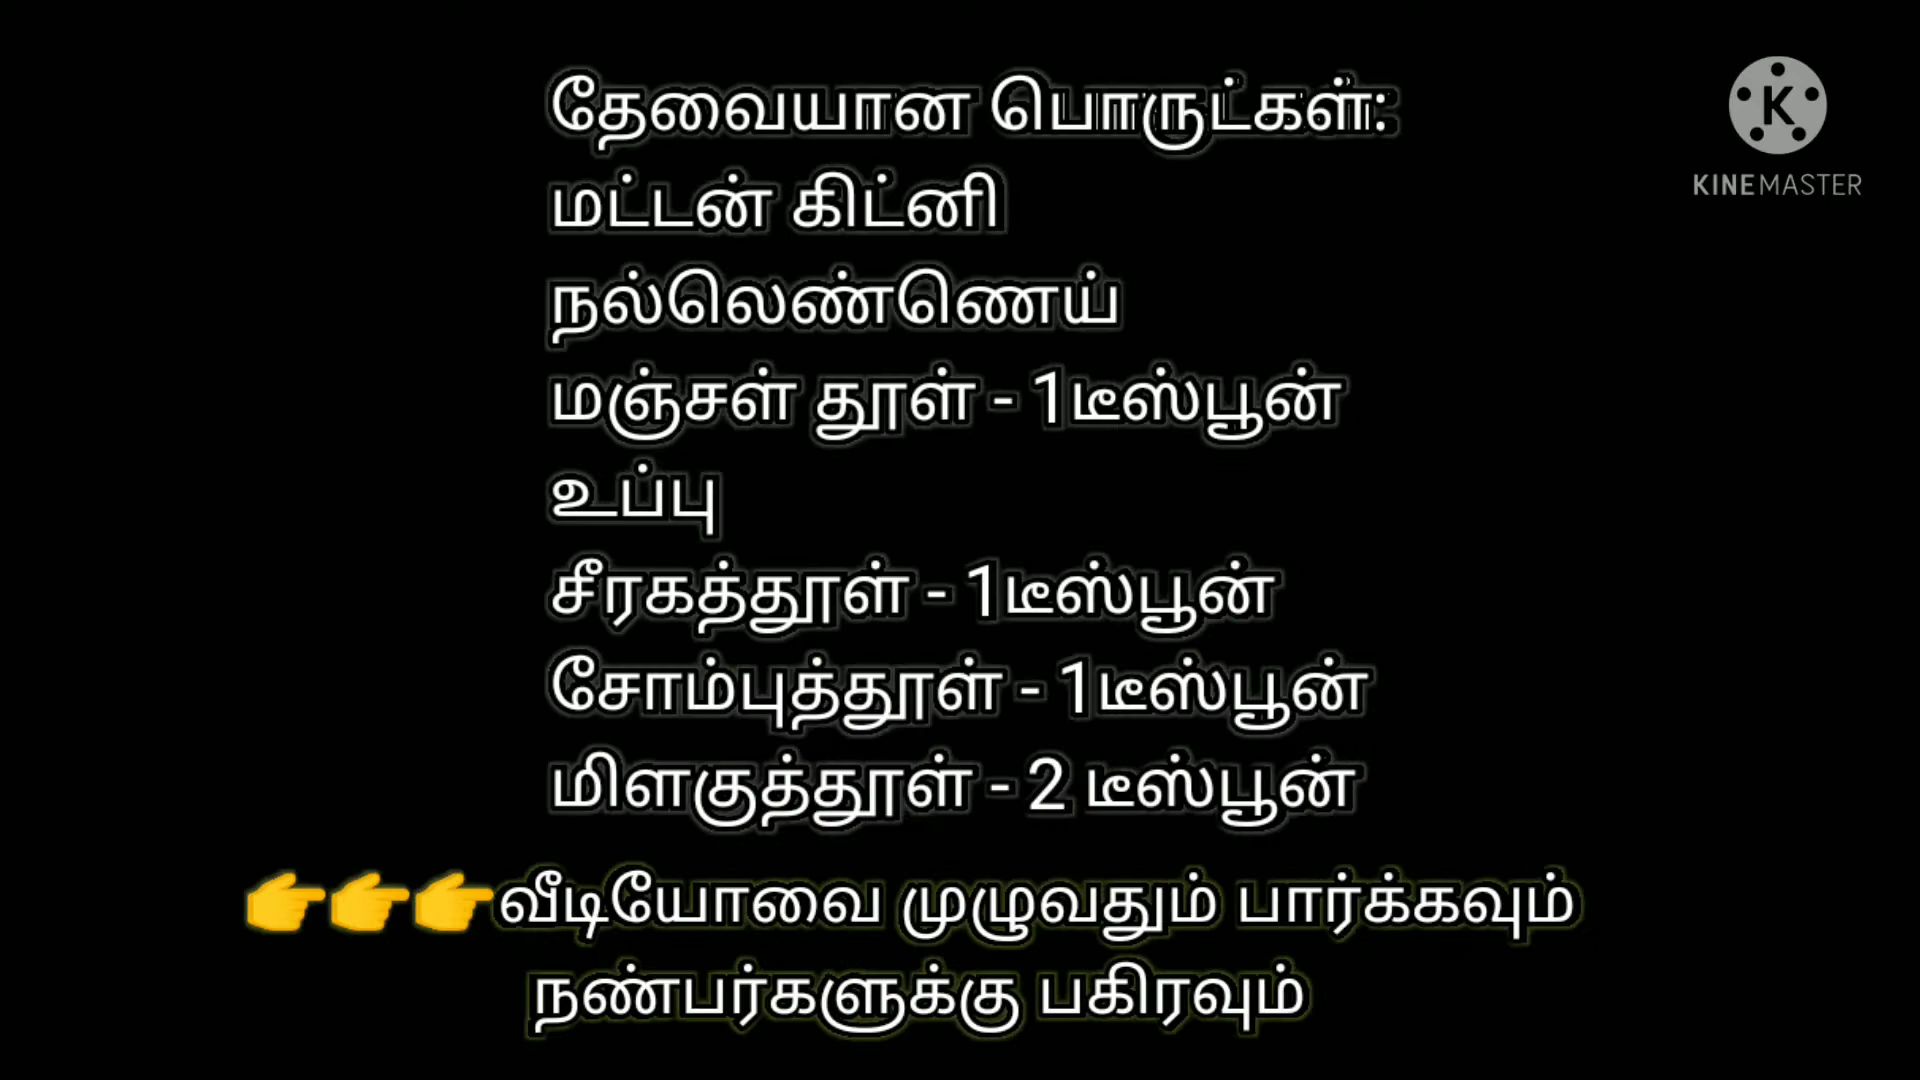 தேவையான பொருட்கள்:
மட்டன் கிட்னி
நல்லெண்ணெய்
மஞ்சள் தூள் - 1டீஸ்பூன்
உப்பு
சீரகத்தூள் - 1டீஸ்பூன்
சோம்புத்தூள் - 1டீஸ்பூன்
மிளகுத்தூள் - 2 டீஸ்பூன்
👉👉👉வீடியோவை முழுவதும் பார்க்கவும்
நண்பர்களுக்கு பகிரவும்
K
KINEMASTER